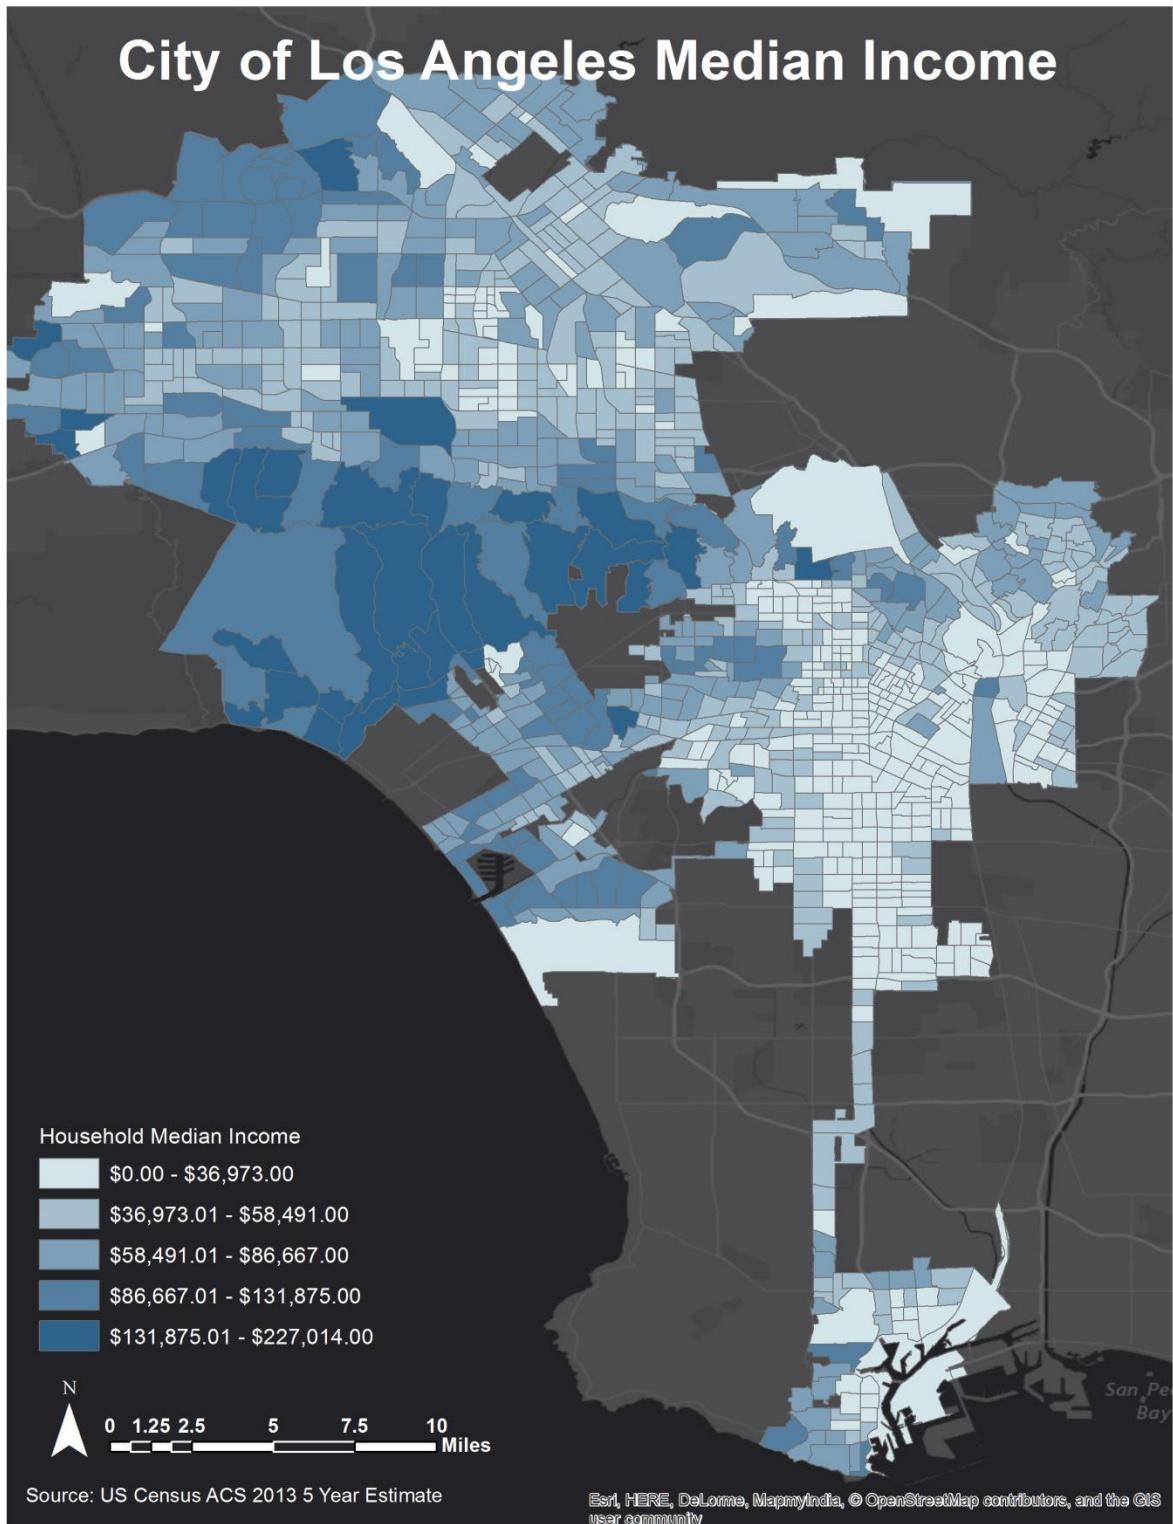 City of Los Angeles Median Income
Household Median Income
$0.00 - $36,973.00
$36,973.01 - $58,491.00
$58,491.01 - $86,667.00
$86,667.01 - $131,875.00
$131,875.01 - $227,014.00
N
0 1.25 2.5 5 7.5 10
Miles
San Pe
Bay
Source: US Census ACS 2013 5 Year Estimate
Esri, HERE, DeLorme, MapmyIndia, © OpenStreetMap contributors, and the GIS
user community